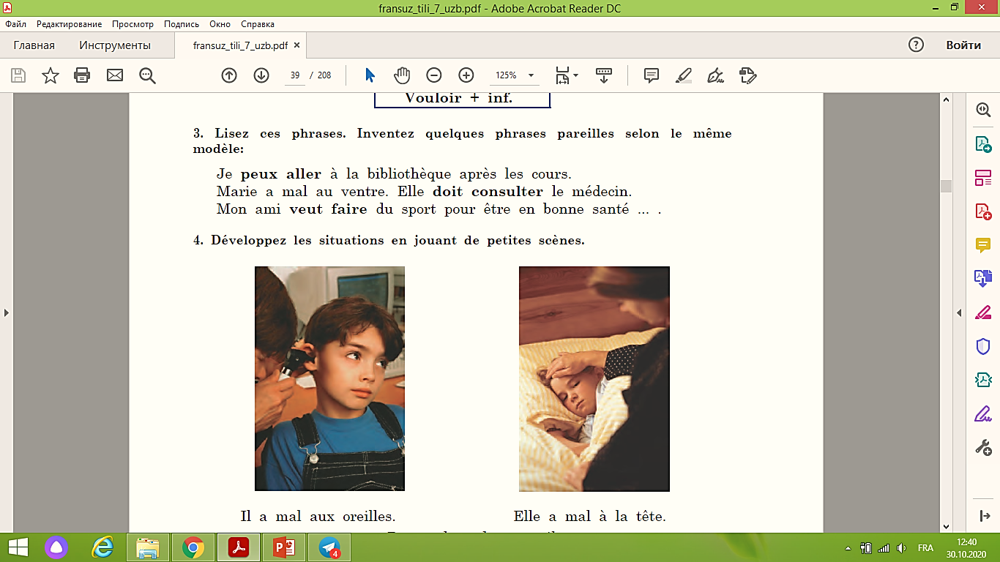 fransuz_tili_7_uzb.pdf - Adobe Acrobat Reader DC
Файл Редактирование Просмотр Подпись Окно Справка
Главная Инструменты fransuz_tili_7_uzb.pdf × ? Войти
39 / 208 125%
Vouloir + inf.
3. Lisez ces phrases. Inventez quelques phrases pareilles selon le même
modèle:
Je peux aller à la bibliothèque après les cours.
Marie a mal au ventre. Elle doit consulter le médecin.
Mon ami veut faire du sport pour être en bonne santé ... .
4. Développez les situations en jouant de petites scènes.
Il a mal aux oreilles. Elle a mal à la tête.
4
FRA
12:40
30.10.2020